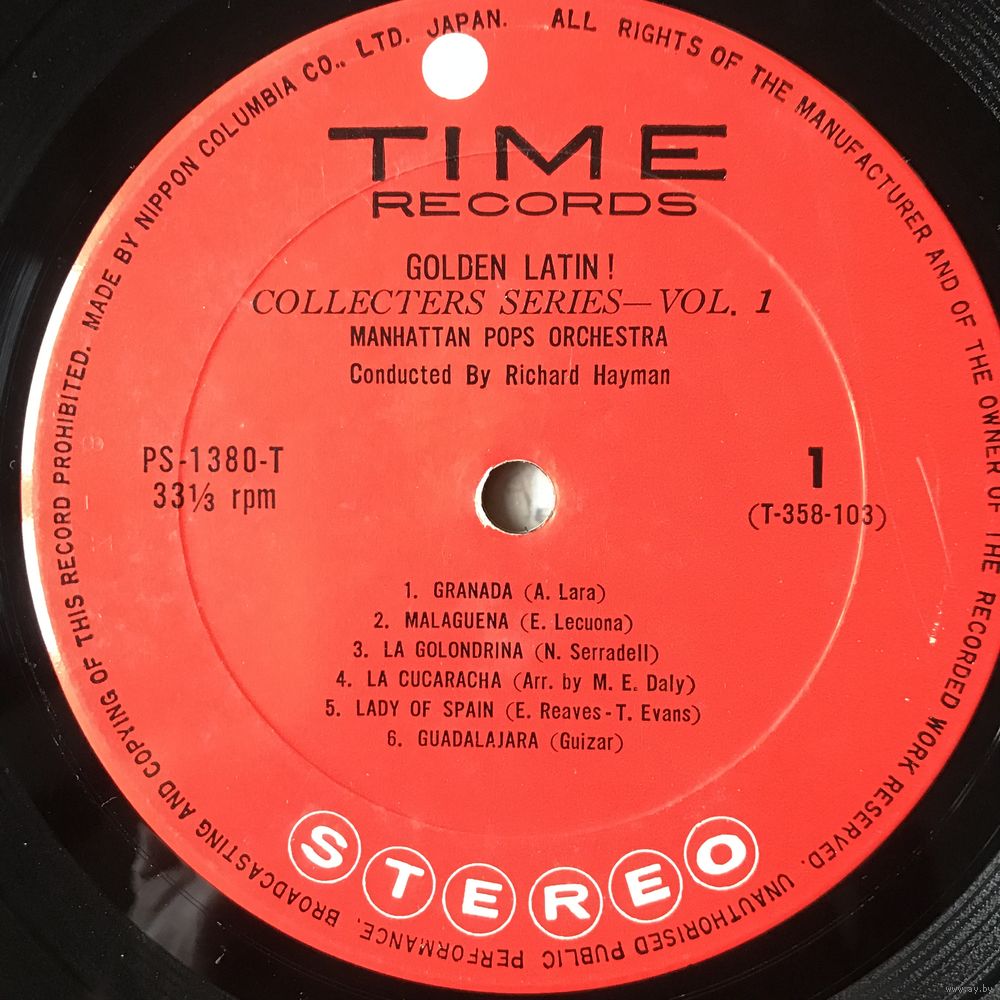 MADE BY NIPPON COLUMBIA CO., LTD. JAPAN. ALL RIGHTS OF THE MANUFACTURER AND OF THE OWNER OF THE RECORDED WORK RESERVED. UNAUTHORISED PUBLIC PERFORMANCE, BROADCASTING AND COPYING OF THIS RECORD PROHIBITED.
TIME
RECORDS
GOLDEN LATIN!
COLLECTERS SERIES—VOL. 1
MANHATTAN POPS ORCHESTRA
Conducted By Richard Hayman
PS-1380-T
33⅓ rpm
1
(T-358-103)
1. GRANADA (A. Lara)
2. MALAGUENA (E. Lecuona)
3. LA GOLONDRINA (N. Serradell)
4. LA CUCARACHA (Arr. by M. E. Daly)
5. LADY OF SPAIN (E. Reaves-T. Evans)
6. GUADALAJARA (Guizar)
STEREO
www.ay.by